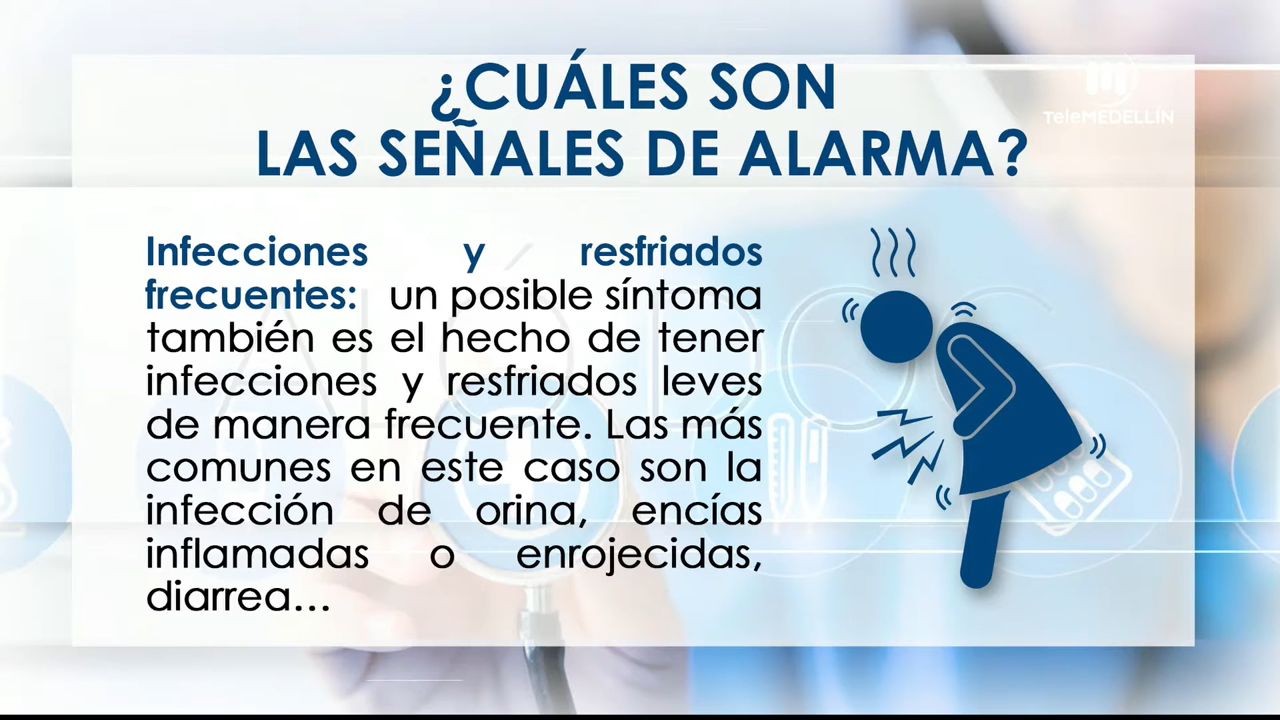 ¿CUÁLES SON
LAS SEÑALES DE ALARMA?
TeleMEDELLÍN
Infecciones y resfriados
frecuentes: un posible síntoma
también es el hecho de tener
infecciones y resfriados leves
de manera frecuente. Las más
comunes en este caso son la
infección de orina, encías
inflamadas o enrojecidas,
diarrea...